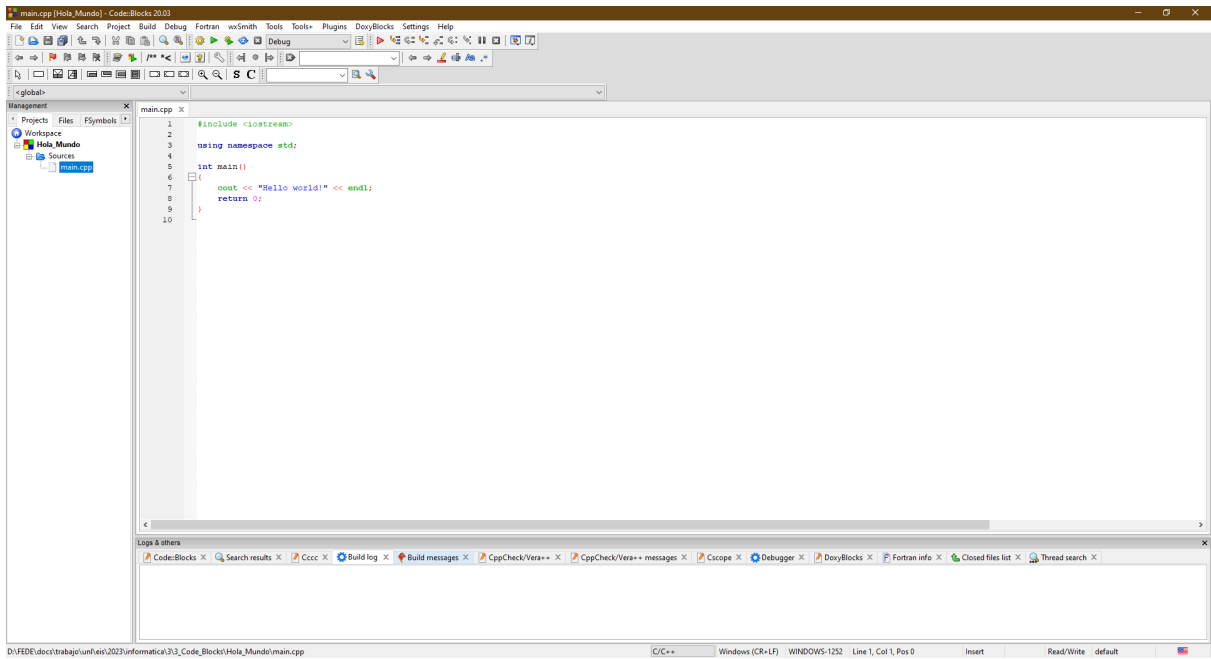 main.cpp [Hola_Mundo] - Code::Blocks 20.03
File Edit View Search Project Build Debug Fortran wxSmith Tools Tools+ Plugins DoxyBlocks Settings Help
Debug
/** *<
S C
<global>
Management
Projects Files FSymbols
Workspace
Hola_Mundo
Sources
main.cpp
main.cpp
1 #include <iostream>
2
3 using namespace std;
4
5 int main()
6 {
7 cout << "Hello world!" << endl;
8 return 0;
9 }
10
Logs & others
Code::Blocks Search results Cccc Build log Build messages CppCheck/Vera++ CppCheck/Vera++ messages Cscope Debugger DoxyBlocks Fortran info Closed files list Thread search
D:\FEDE\docs\trabajo\unl\eis\2023\informatica\3\3_Code_Blocks\Hola_Mundo\main.cpp C/C++ Windows (CR+LF) WINDOWS-1252 Line 1, Col 1, Pos 0 Insert Read/Write default